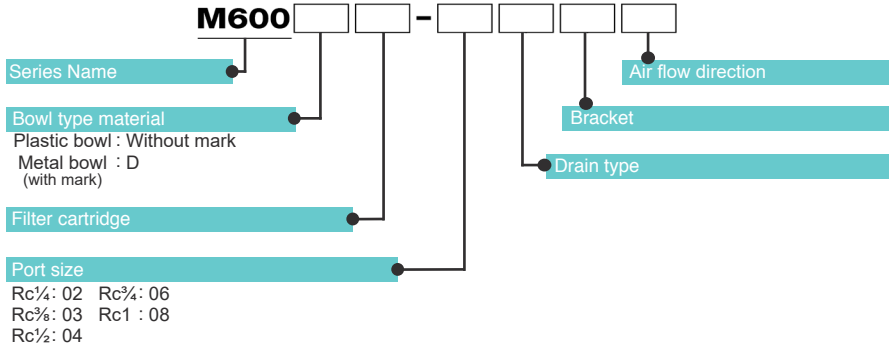 M600 -
Series Name
Air flow direction
Bowl type material
Bracket
Plastic bowl : Without mark
Metal bowl : D
(with mark)
Drain type
Filter cartridge
Port size
Rc¼: 02 Rc¾: 06
Rc⅜: 03 Rc1 : 08
Rc½: 04